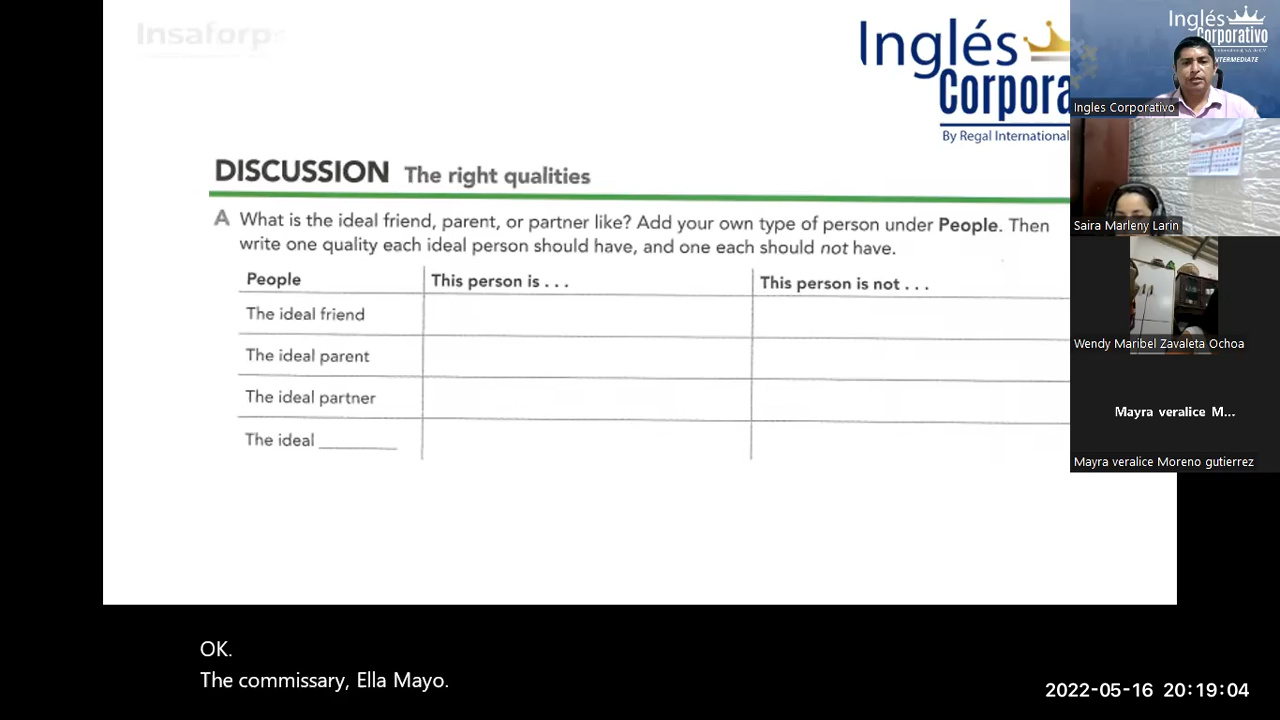 Insaforp
Inglés
Corpora
By Regal International
DISCUSSION The right qualities
A What is the ideal friend, parent, or partner like? Add your own type of person under People. Then
write one quality each ideal person should have, and one each should not have.
People This person is . . . This person is not . . .
The ideal friend
The ideal parent
The ideal partner
The ideal ________
Inglés
Corporativo
INTERMEDIATE
Ingles Corporativo
Saira Marleny Larin
Wendy Maribel Zavaleta Ochoa
Mayra veralice M...
Mayra veralice Moreno gutierrez
OK.
The commissary, Ella Mayo.
2022-05-16 20:19:04